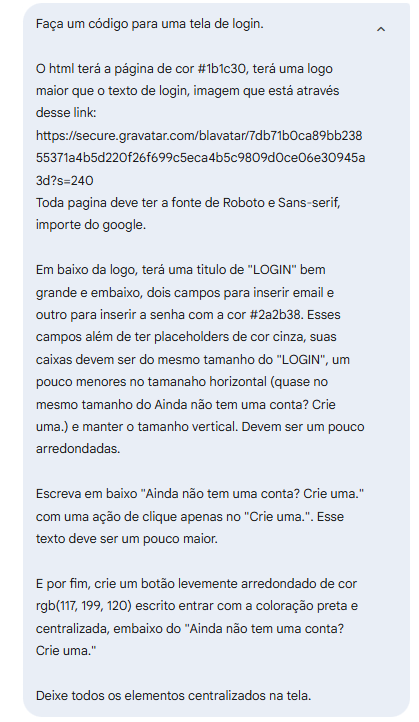 Faça um código para uma tela de login.
O html terá a página de cor #1b1c30, terá uma logo
maior que o texto de login, imagem que está através
desse link:
https://secure.gravatar.com/blavatar/7db71b0ca89bb238
55371a4b5d220f26f699c5eca4b5c9809d0ce06e30945a
3d?s=240
Toda pagina deve ter a fonte de Roboto e Sans-serif,
importe do google.
Em baixo da logo, terá uma titulo de "LOGIN" bem
grande e embaixo, dois campos para inserir email e
outro para inserir a senha com a cor #2a2b38. Esses
campos além de ter placeholders de cor cinza, suas
caixas devem ser do mesmo tamanho do "LOGIN", um
pouco menores no tamanaho horizontal (quase no
mesmo tamanho do Ainda não tem uma conta? Crie
uma.) e manter o tamanho vertical. Devem ser um pouco
arredondadas.
Escreva em baixo "Ainda não tem uma conta? Crie uma."
com uma ação de clique apenas no "Crie uma.". Esse
texto deve ser um pouco maior.
E por fim, crie um botão levemente arredondado de cor
rgb(117, 199, 120) escrito entrar com a coloração preta e
centralizada, embaixo do "Ainda não tem uma conta?
Crie uma."
Deixe todos os elementos centralizados na tela.